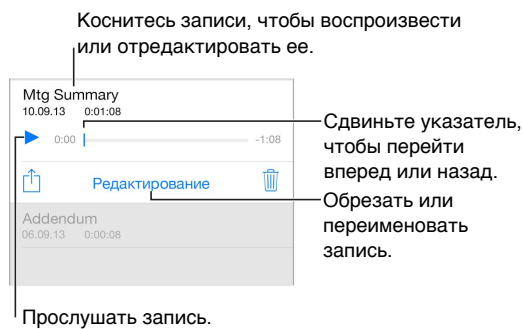 Коснитесь записи, чтобы воспроизвести
или отредактировать ее.
Mtg Summary
10.09.13 0:01:08
0:00 -1:08
Сдвиньте указатель,
чтобы перейти
вперед или назад.
Редактирование
Обрезать или
переименовать
запись.
Addendum
06.09.13 0:00:08
Прослушать запись.